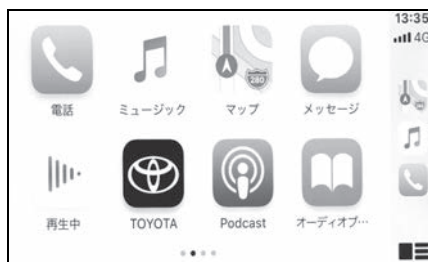 13:35
4G
電話
ミュージック
マップ
メッセージ
280
再生中
TOYOTA
Podcast
オーディオブ…